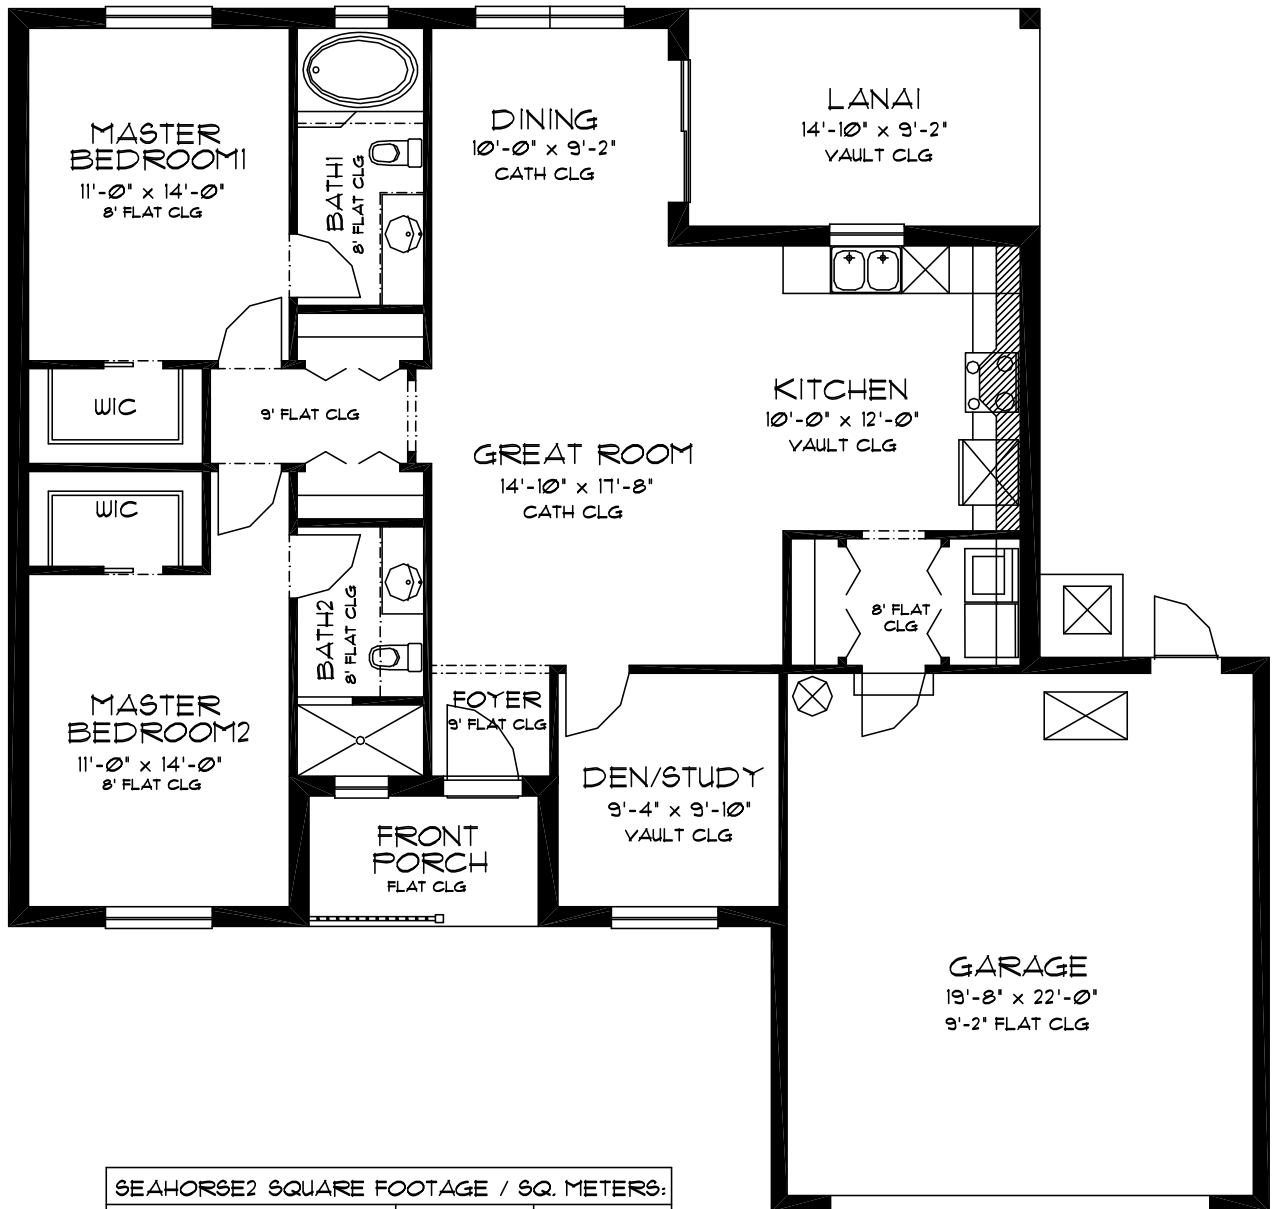 MASTER
BEDROOM1
11'-0" x 14'-0"
8' FLAT CLG
BATH1
8' FLAT CLG
DINING
10'-0" x 9'-2"
CATH CLG
LANAI
14'-10" x 9'-2"
VAULT CLG
WIC
9' FLAT CLG
KITCHEN
10'-0" x 12'-0"
VAULT CLG
GREAT ROOM
14'-10" x 17'-8"
CATH CLG
WIC
BATH2
8' FLAT CLG
8' FLAT
CLG
MASTER
BEDROOM2
11'-0" x 14'-0"
8' FLAT CLG
FOYER
9' FLAT CLG
DEN/STUDY
9'-4" x 9'-10"
VAULT CLG
FRONT
PORCH
FLAT CLG
GARAGE
19'-8" x 22'-0"
9'-2" FLAT CLG
SEAHORSE2 SQUARE FOOTAGE / SQ. METERS: